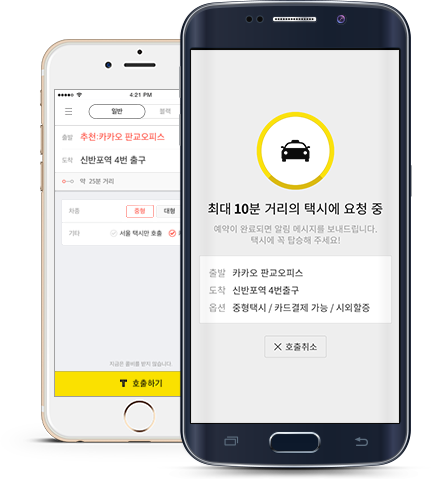 4:21 PM
일반
블랙
출발 추천:카카오 판교오피스
도착 신반포역 4번 출구
약 25분 거리
차종 중형 대형
기타 서울 택시만 호출
지금은 콜비를 받지 않습니다.
T 호출하기
SAMSUNG
최대 10분 거리의 택시에 요청 중
예약이 완료되면 알림 메시지를 보내드립니다.
택시에 꼭 탑승해 주세요!
출발 카카오 판교오피스
도착 신반포역 4번출구
옵션 중형택시 / 카드결제 가능 / 시외할증
호출취소